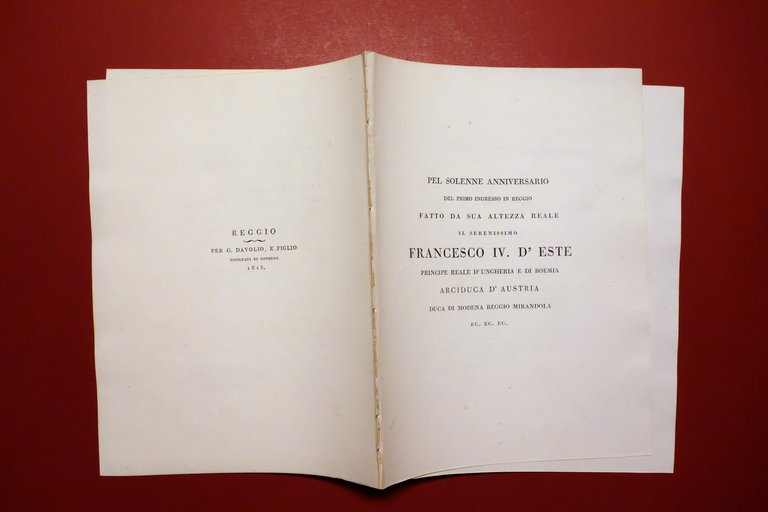 REGGIO
PER G. DAVOLIO, E FIGLIO
TIPOGRAFI DI GOVERNO
1815.
PEL SOLENNE ANNIVERSARIO
DEL PRIMO INGRESSO IN REGGIO
FATTO DA SUA ALTEZZA REALE
IL SERENISSIMO
FRANCESCO IV. D' ESTE
PRINCIPE REALE D' UNGHERIA E DI BOEMIA
ARCIDUCA D' AUSTRIA
DUCA DI MODENA REGGIO MIRANDOLA
EC. EC. EC.